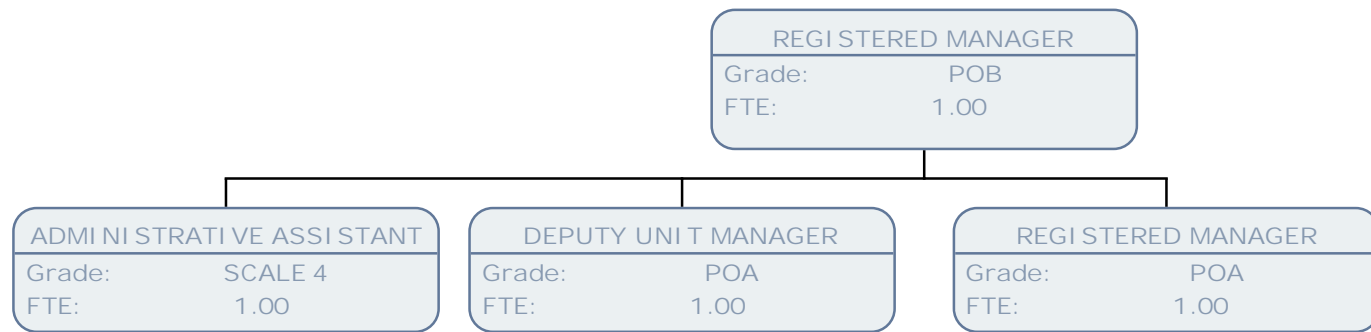 REGISTERED MANAGER
Grade: POB
FTE: 1.00
ADMINISTRATIVE ASSISTANT
Grade: SCALE 4
FTE: 1.00
DEPUTY UNIT MANAGER
Grade: POA
FTE: 1.00
REGISTERED MANAGER
Grade: POA
FTE: 1.00